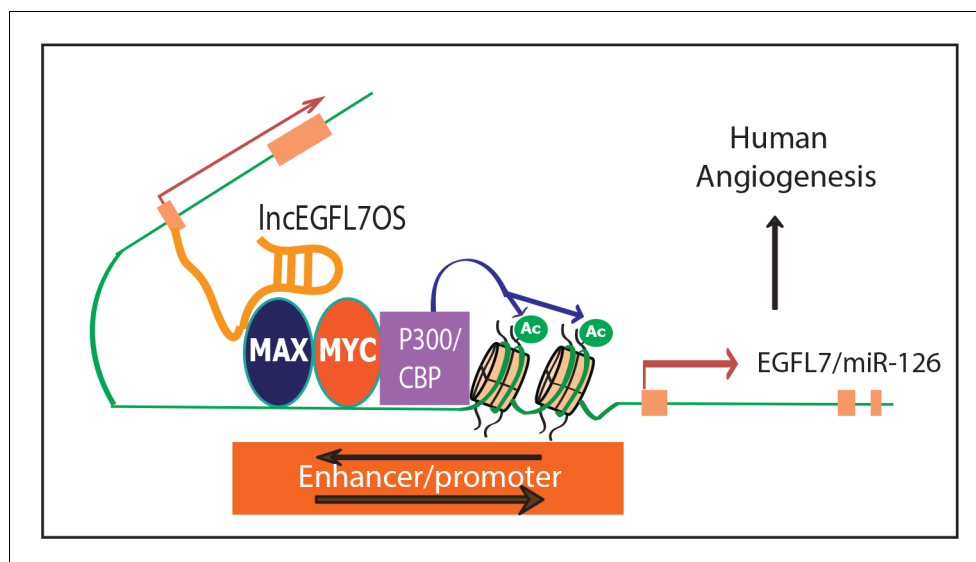 Human
Angiogenesis
lncEGFL7OS
Ac
Ac
MAX
MYC
P300/
CBP
EGFL7/miR-126
Enhancer/promoter